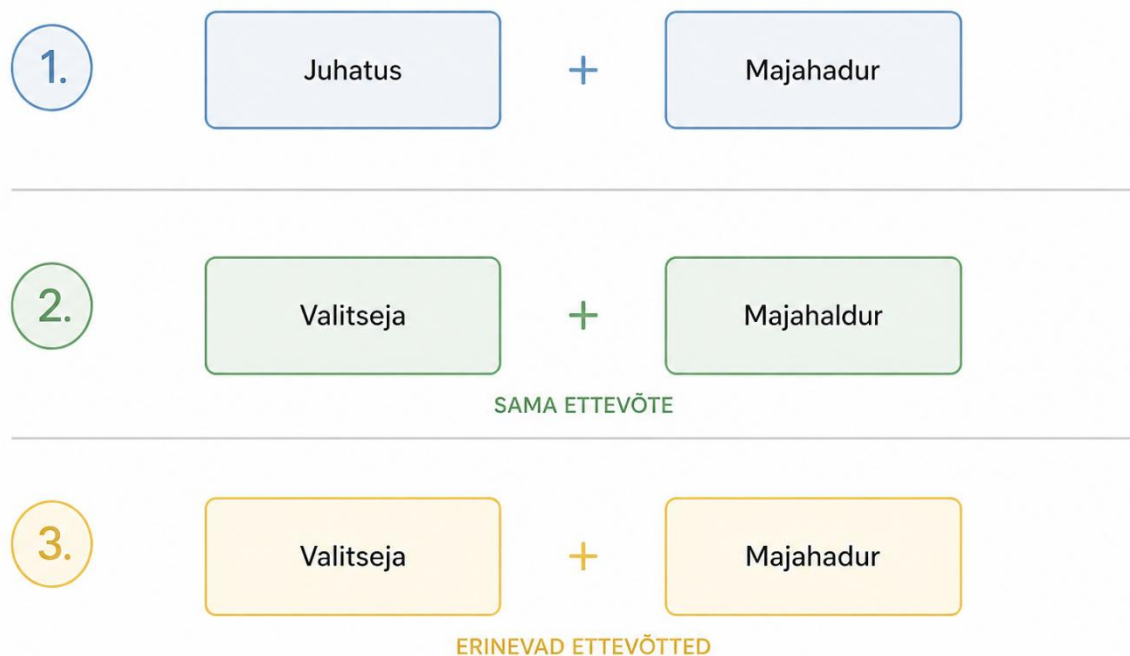 1. Juhatus + Majahadur
2. Valitseja + Majahaldur
SAMA ETTEVÕTE
3. Valitseja + Majahadur
ERINEVAD ETTEVÕTTED